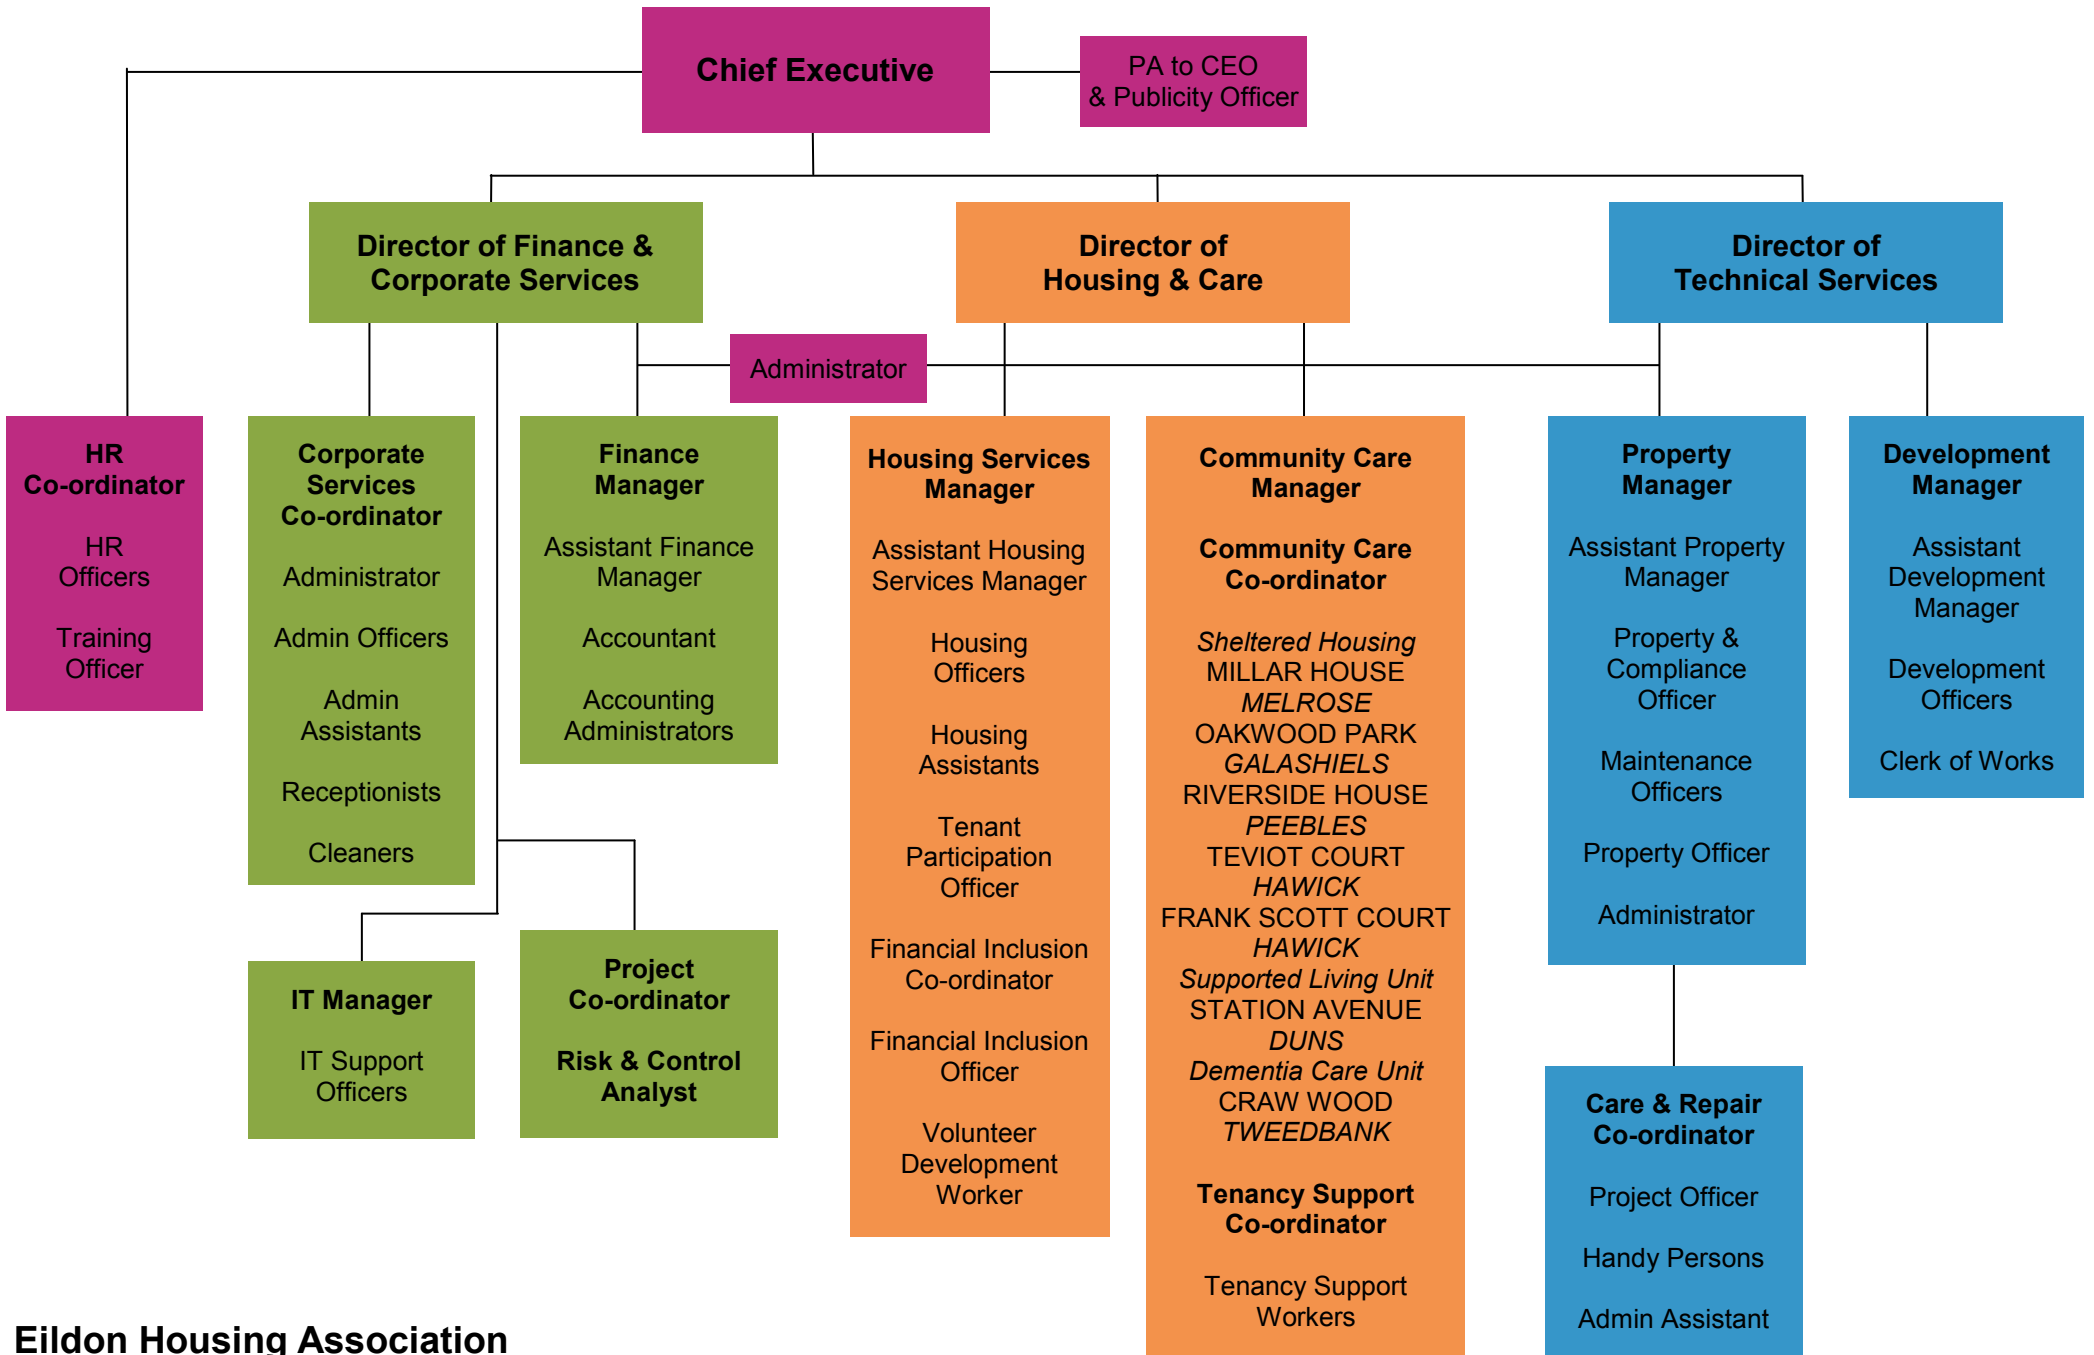 Chief Executive
PA to CEO
& Publicity Officer
Director of Finance &
Corporate Services
Director of
Housing & Care
Director of
Technical Services
Administrator
HR
Co-ordinator
HR
Officers
Training
Officer
Corporate
Services
Co-ordinator
Administrator
Admin Officers
Admin
Assistants
Receptionists
Cleaners
Finance
Manager
Assistant Finance
Manager
Accountant
Accounting
Administrators
Housing Services
Manager
Assistant Housing
Services Manager
Housing
Officers
Housing
Assistants
Tenant
Participation
Officer
Financial Inclusion
Co-ordinator
Financial Inclusion
Officer
Volunteer
Development
Worker
Community Care
Manager
Community Care
Co-ordinator
Sheltered Housing
MILLAR HOUSE
MELROSE
OAKWOOD PARK
GALASHIELS
RIVERSIDE HOUSE
PEEBLES
TEVIOT COURT
HAWICK
FRANK SCOTT COURT
HAWICK
Supported Living Unit
STATION AVENUE
DUNS
Dementia Care Unit
CRAW WOOD
TWEEDBANK
Tenancy Support
Co-ordinator
Tenancy Support
Workers
Property
Manager
Assistant Property
Manager
Property &
Compliance
Officer
Maintenance
Officers
Property Officer
Administrator
Development
Manager
Assistant
Development
Manager
Development
Officers
Clerk of Works
IT Manager
IT Support
Officers
Project
Co-ordinator
Risk & Control
Analyst
Care & Repair
Co-ordinator
Project Officer
Handy Persons
Admin Assistant
Eildon Housing Association